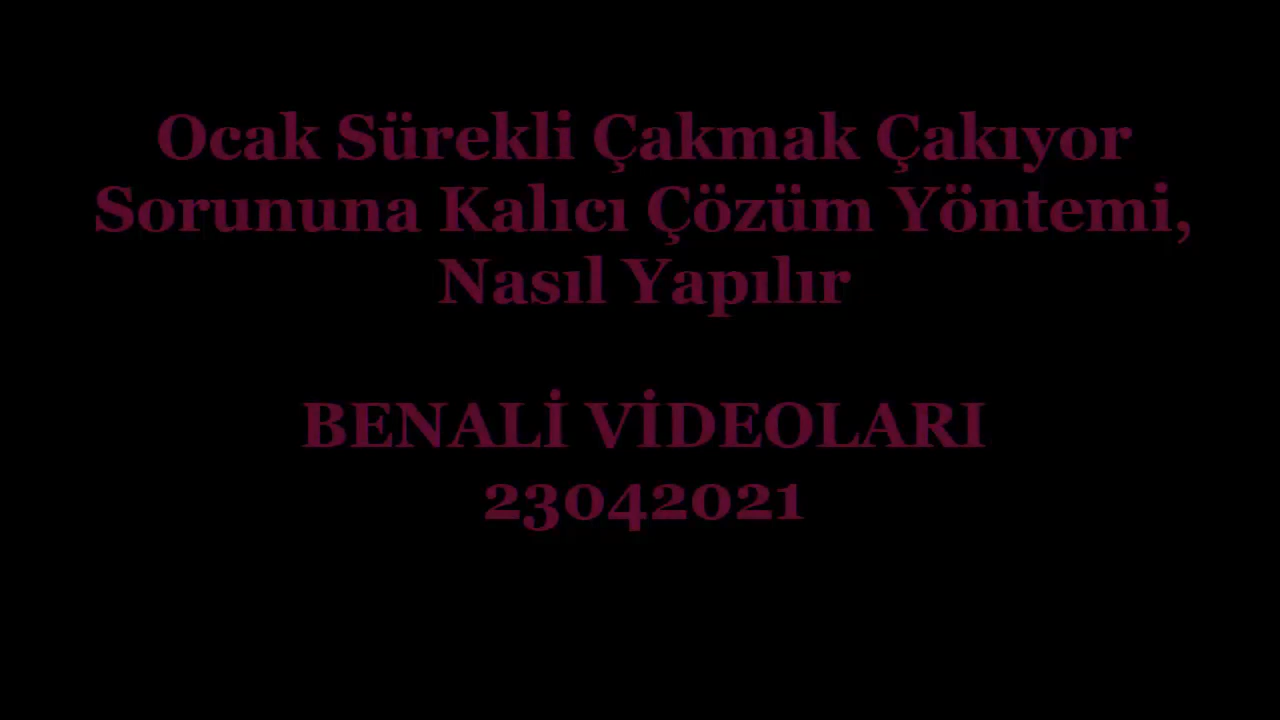 Ocak Sürekli Çakmak Çakıyor
Sorununa Kalıcı Çözüm Yöntemi,
Nasıl Yapılır
BENALİ VİDEOLARI
23042021